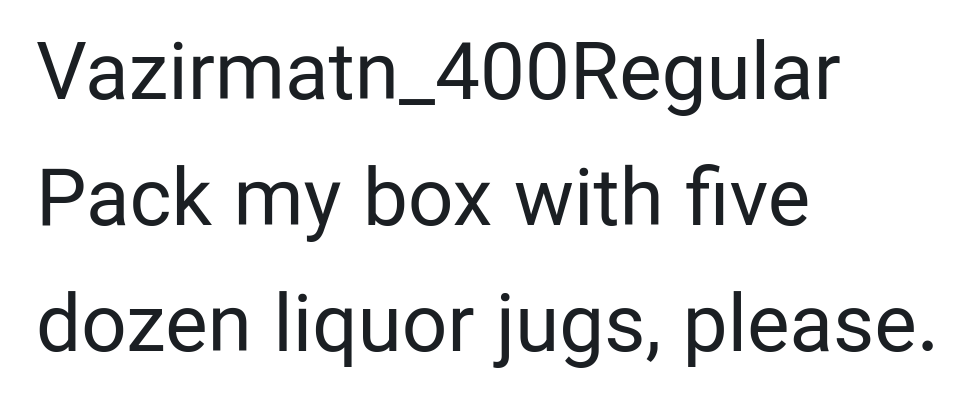 Vazirmatn_400Regular
Pack my box with five
dozen liquor jugs, please.